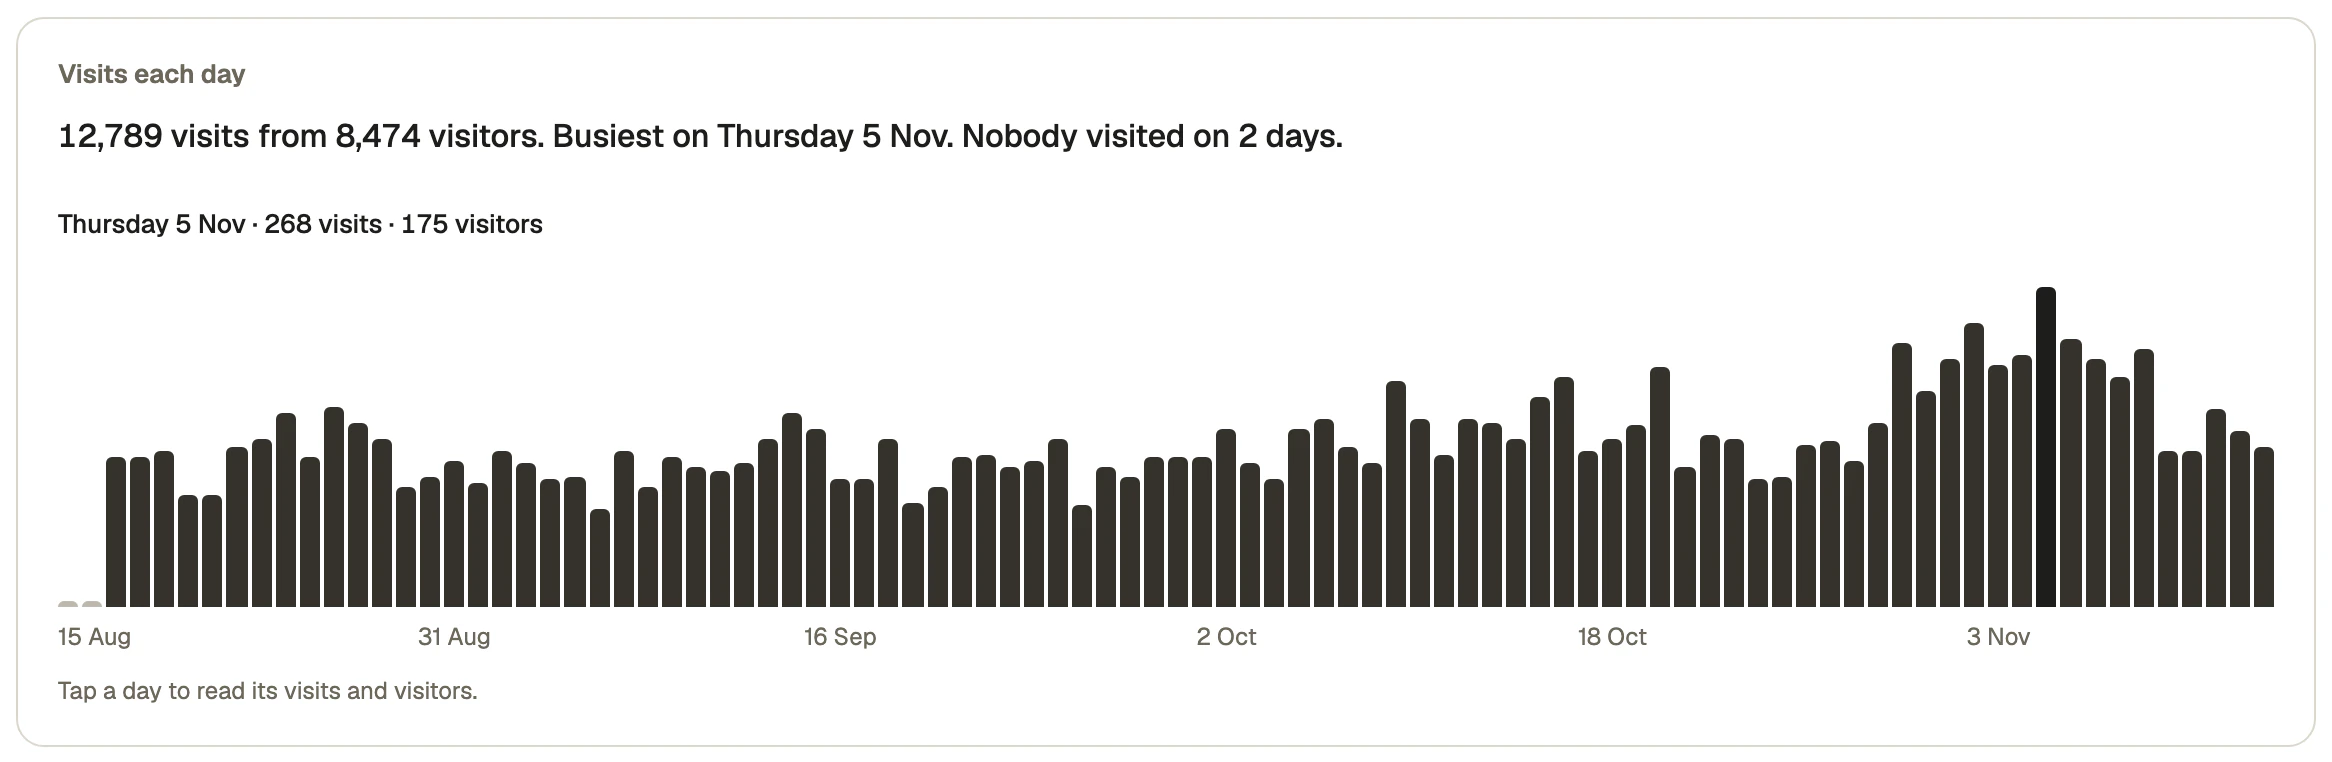 Visits each day
12,789 visits from 8,474 visitors. Busiest on Thursday 5 Nov. Nobody visited on 2 days.
Thursday 5 Nov · 268 visits · 175 visitors
15 Aug
31 Aug
16 Sep
2 Oct
18 Oct
3 Nov
Tap a day to read its visits and visitors.